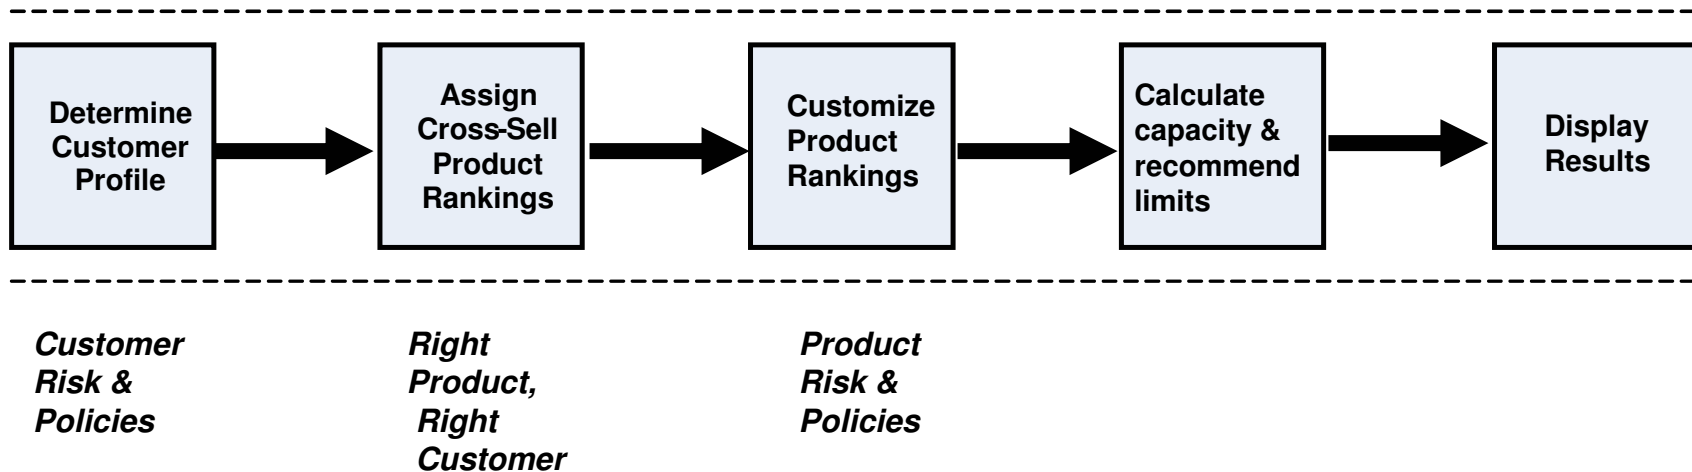 Determine
Customer
Profile
Assign
Cross-Sell
Product
Rankings
Customize
Product
Rankings
Calculate
capacity &
recommend
limits
Display
Results
Customer
Risk &
Policies
Right
Product,
Right
Customer
Product
Risk &
Policies